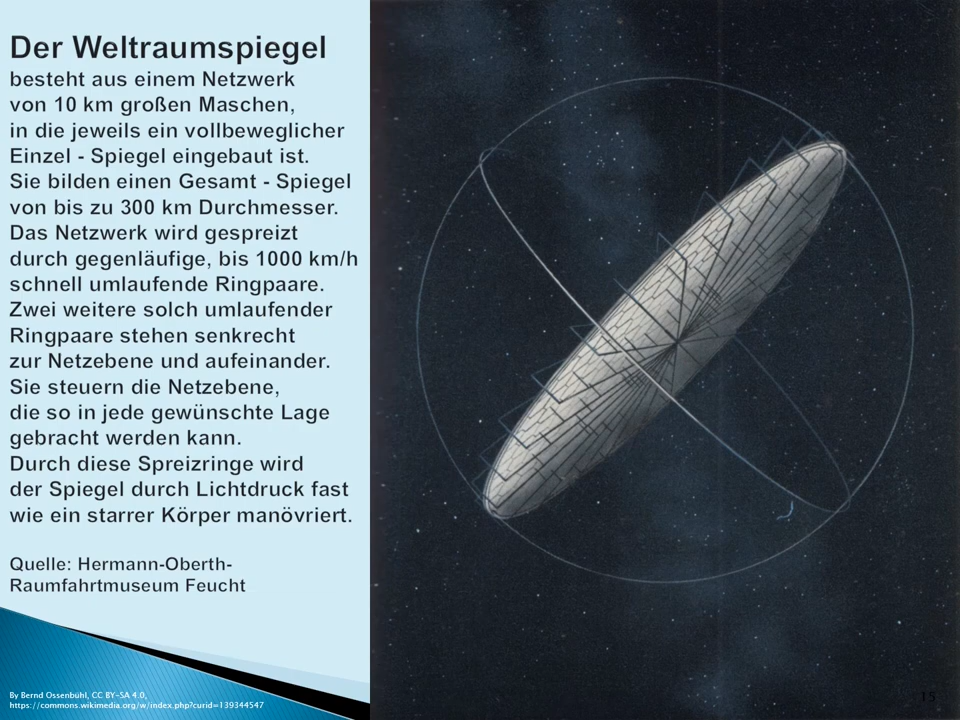 Der Weltraumspiegel
besteht aus einem Netzwerk
von 10 km großen Maschen,
in die jeweils ein vollbeweglicher
Einzel - Spiegel eingebaut ist.
Sie bilden einen Gesamt - Spiegel
von bis zu 300 km Durchmesser.
Das Netzwerk wird gespreizt
durch gegenläufige, bis 1000 km/h
schnell umlaufende Ringpaare.
Zwei weitere solch umlaufender
Ringpaare stehen senkrecht
zur Netzebene und aufeinander.
Sie steuern die Netzebene,
die so in jede gewünschte Lage
gebracht werden kann.
Durch diese Spreizringe wird
der Spiegel durch Lichtdruck fast
wie ein starrer Körper manövriert.
Quelle: Hermann-Oberth-
Raumfahrtmuseum Feucht
By Bernd Ossenbühl, CC BY-SA 4.0,
https://commons.wikimedia.org/w/index.php?curid=139344547
15